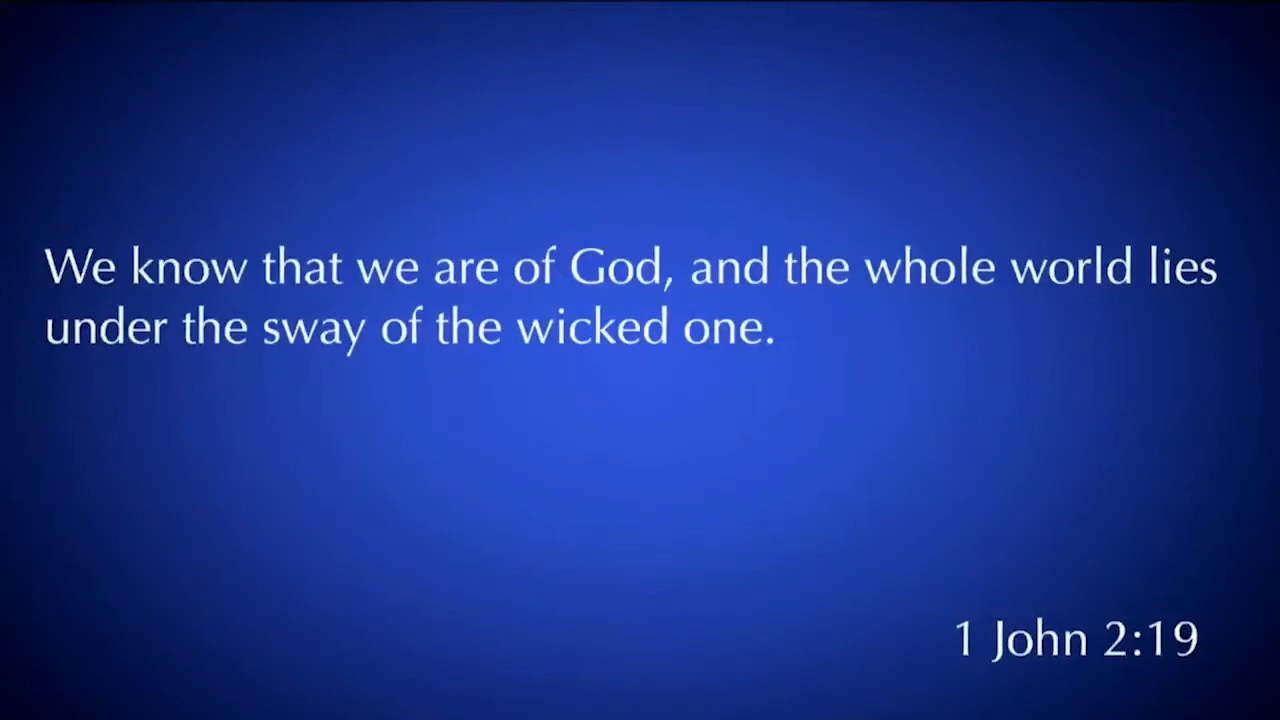 We know that we are of God, and the whole world lies
under the sway of the wicked one.
1 John 2:19